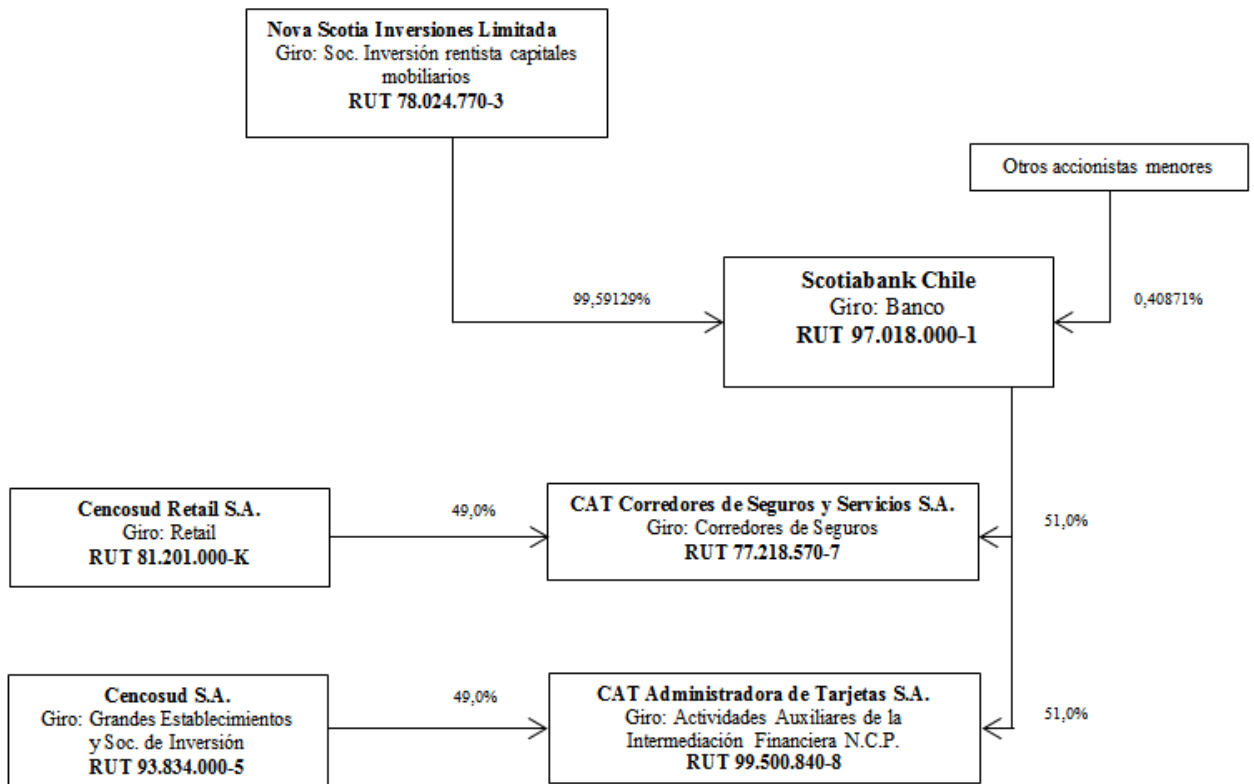 Nova Scotia Inversiones Limitada
Giro: Soc. Inversión rentista capitales
mobiliarios
RUT 78.024.770-3
Otros accionistas menores
Scotiabank Chile
Giro: Banco
RUT 97.018.000-1
99,59129%
0,40871%
Cencosud Retail S.A.
Giro: Retail
RUT 81.201.000-K
49,0%
CAT Corredores de Seguros y Servicios S.A.
Giro: Corredores de Seguros
RUT 77.218.570-7
51,0%
Cencosud S.A.
Giro: Grandes Establecimientos
y Soc. de Inversión
RUT 93.834.000-5
49,0%
CAT Administradora de Tarjetas S.A.
Giro: Actividades Auxiliares de la
Intermediación Financiera N.C.P.
RUT 99.500.840-8
51,0%